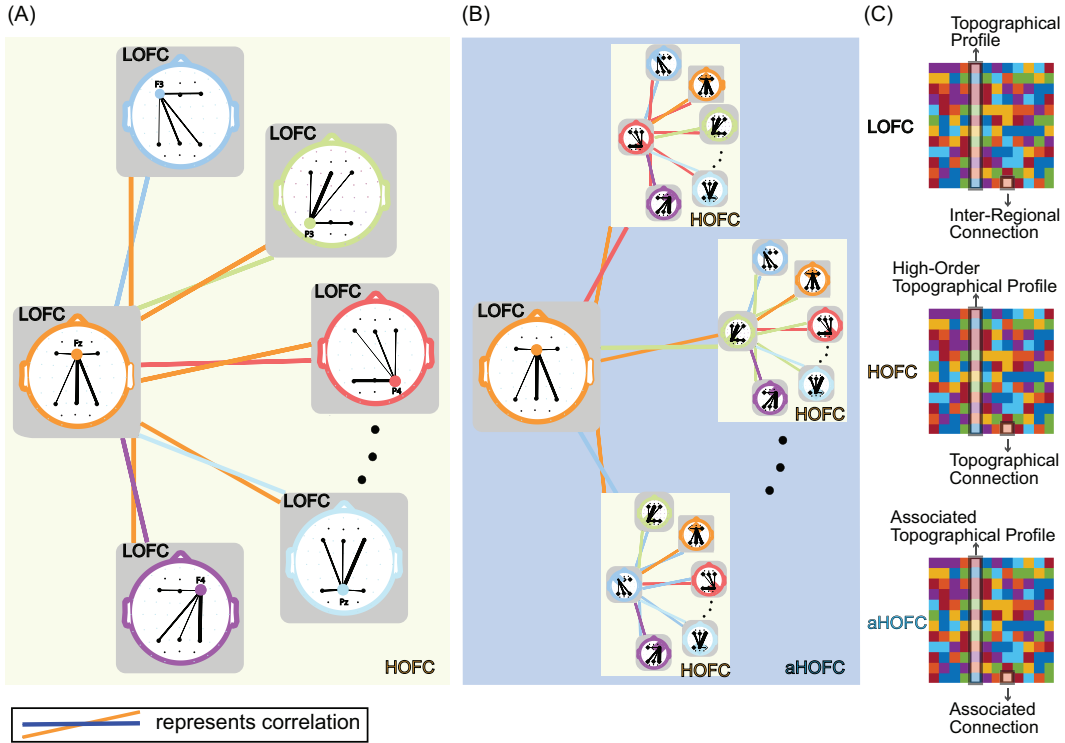 (A)
LOFC
F3
LOFC
P3
LOFC
P4
LOFC
Fz
LOFC
Pz
LOFC
F4
HOFC
represents correlation
(B)
HOFC
HOFC
HOFC
aHOFC
(C)
Topographical
Profile
LOFC
Inter-Regional
Connection
High-Order
Topographical Profile
HOFC
Topographical
Connection
Associated
Topographical Profile
aHOFC
Associated
Connection